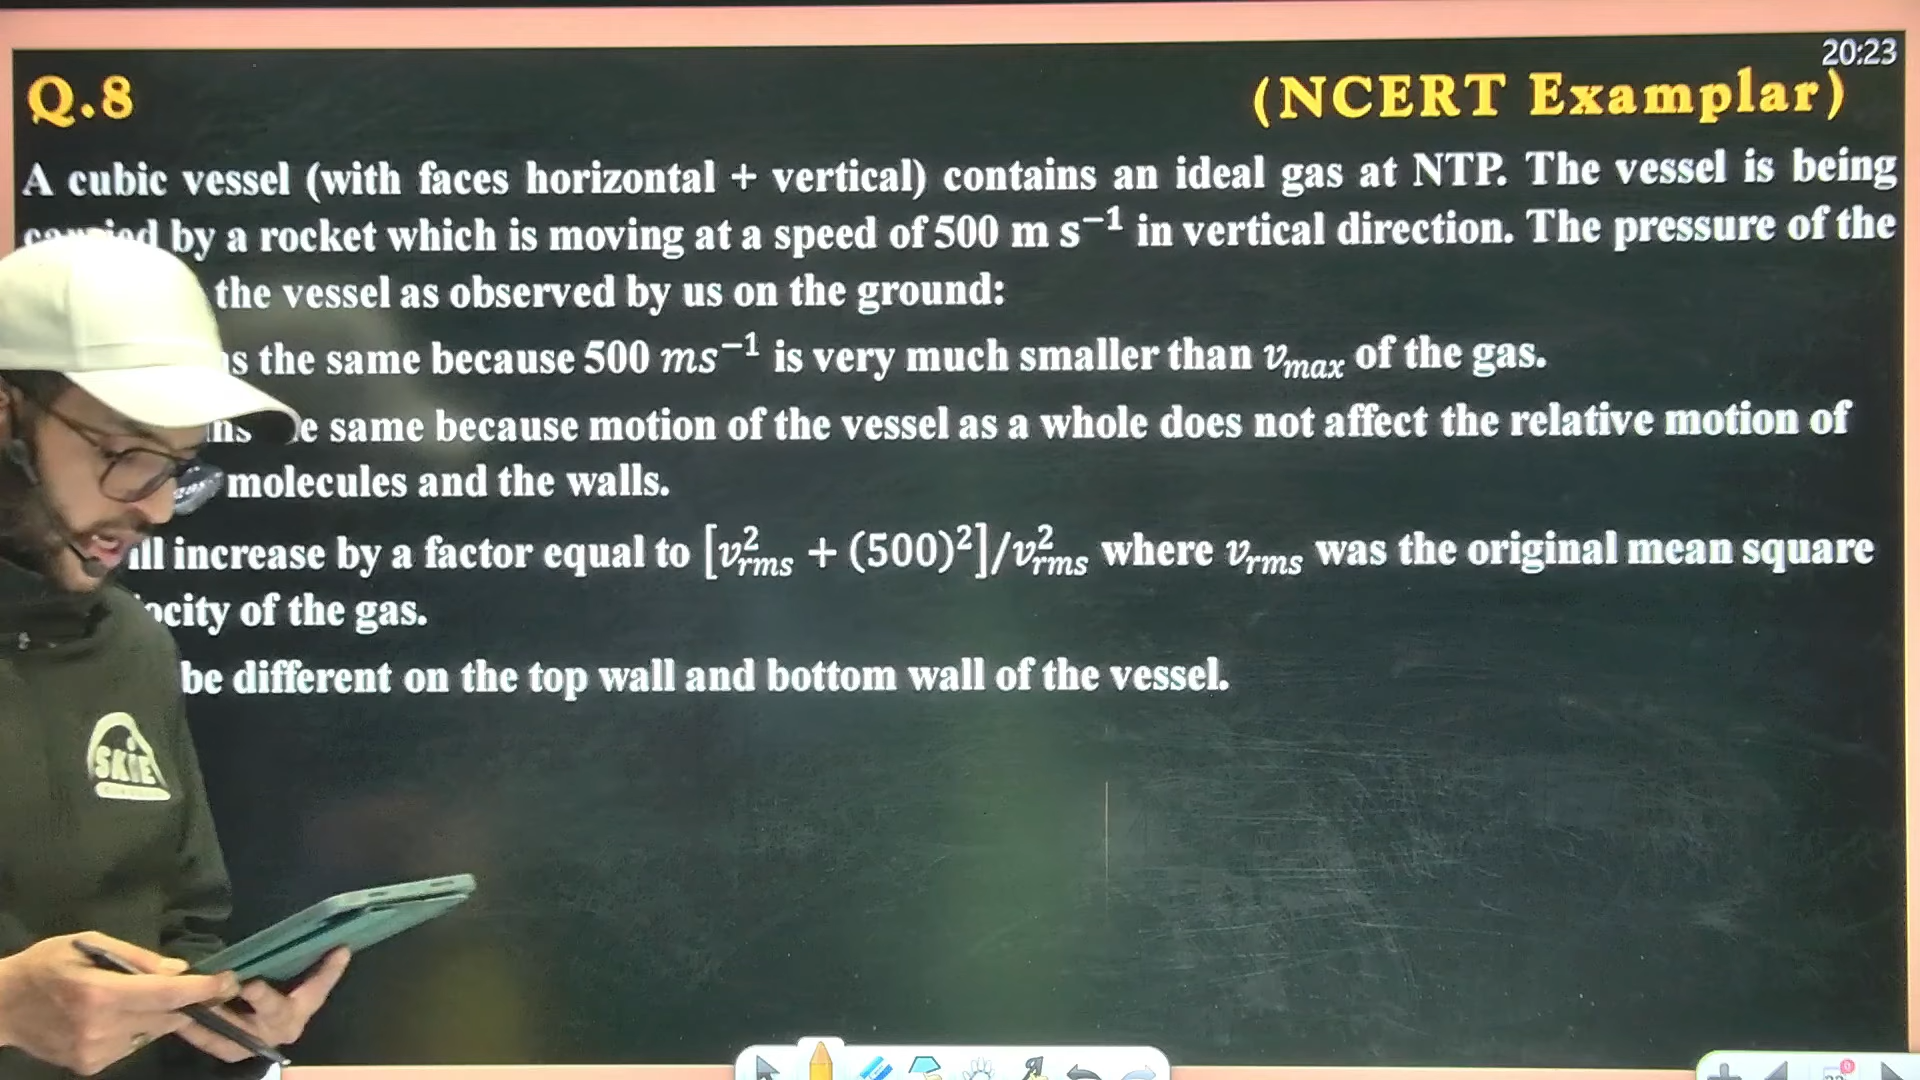 20:23
Q.8
(NCERT Examplar)
A cubic vessel (with faces horizontal + vertical) contains an ideal gas at NTP. The vessel is being
by a rocket which is moving at a speed of 500 m s⁻¹ in vertical direction. The pressure of the
the vessel as observed by us on the ground:
the same because 500 ms⁻¹ is very much smaller than vₘₐₓ of the gas.
same because motion of the vessel as a whole does not affect the relative motion of
molecules and the walls.
increase by a factor equal to [v²ᵣₘₛ + (500)²]/v²ᵣₘₛ where vᵣₘₛ was the original mean square
of the gas.
be different on the top wall and bottom wall of the vessel.
SKIE